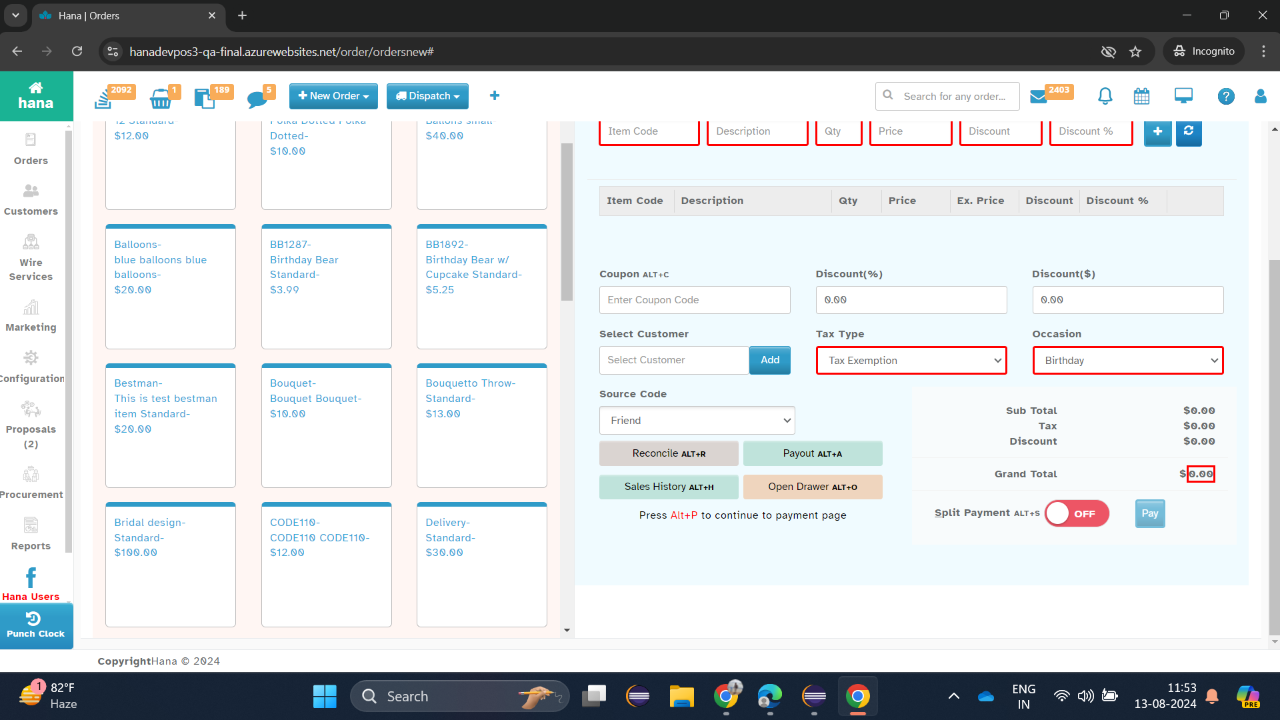 Hana | Orders
hanadevpos3-qa-final.azurewebsites.net/order/ordersnew#
Incognito
hana
2092
1
189
5
New Order
Dispatch
Search for any order...
2403
Orders
Customers
Wire
Services
Marketing
Configuration
Proposals
(2)
Procurement
Reports
Hana Users
Punch Clock
12 Standard
$12.00
Polka Dotted Polka
Dotted-
$10.00
Ballons small
$40.00
Balloons-
blue balloons blue
balloons-
$20.00
BB1287-
Birthday Bear
Standard-
$3.99
BB1892-
Birthday Bear w/
Cupcake Standard-
$5.25
Bestman-
This is test bestman
item Standard-
$20.00
Bouquet-
Bouquet Bouquet-
$10.00
Bouquetto Throw-
Standard-
$13.00
Bridal design-
Standard-
$100.00
CODE110-
CODE110 CODE110-
$12.00
Delivery-
Standard-
$30.00
Item Code Description Qty Price Discount Discount %
Item Code Description Qty Price Ex. Price Discount Discount %
Coupon ALT+C Discount(%) Discount($)
Enter Coupon Code 0.00 0.00
Select Customer Tax Type Occasion
Select Customer Add Tax Exemption Birthday
Source Code
Friend
Reconcile ALT+R Payout ALT+A
Sales History ALT+H Open Drawer ALT+O
Press Alt+P to continue to payment page
Sub Total $0.00
Tax $0.00
Discount $0.00
Grand Total $0.00
Split Payment ALT+S OFF Pay
CopyrightHana © 2024
1
82°F
Haze
Search
ENG
IN
11:53
13-08-2024
PRE